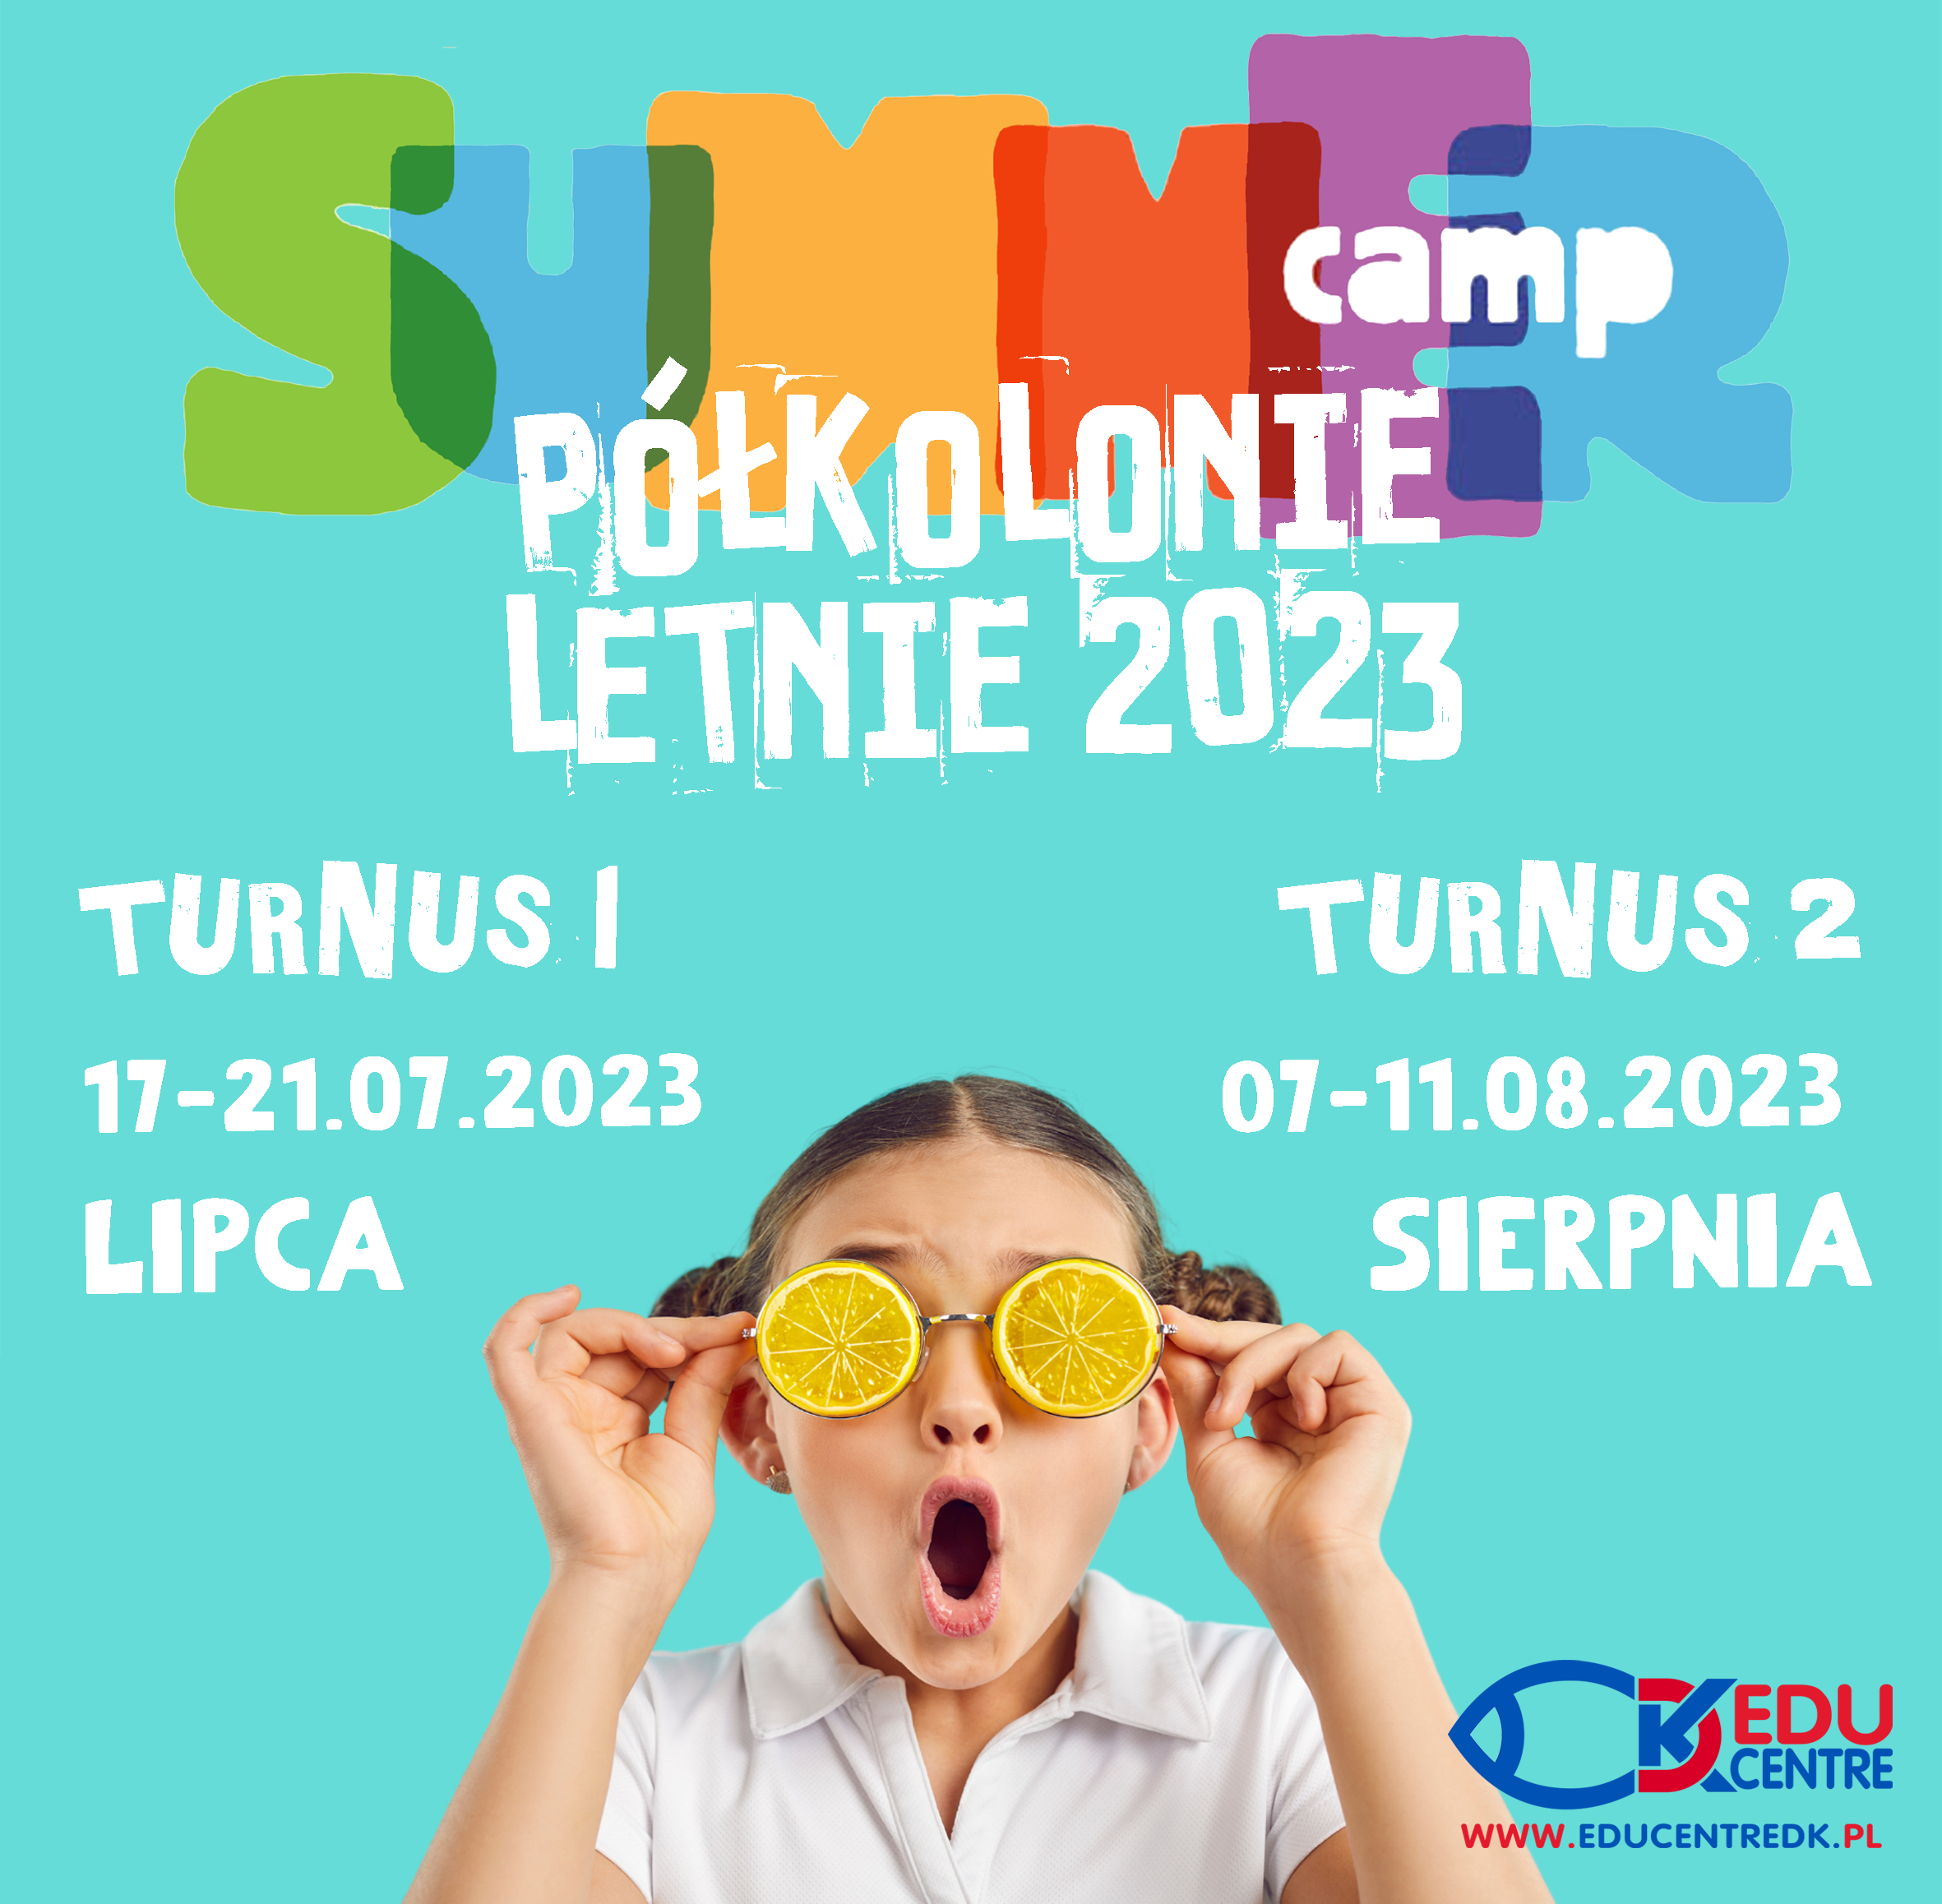 SUMMER
camp
PÓŁKOLONIE
LETNIE 2023
TURNUS 1
17-21.07.2023
LIPCA
TURNUS 2
07-11.08.2023
SIERPNIA
DK EDU
CENTRE
WWW.EDUCENTREDK.PL